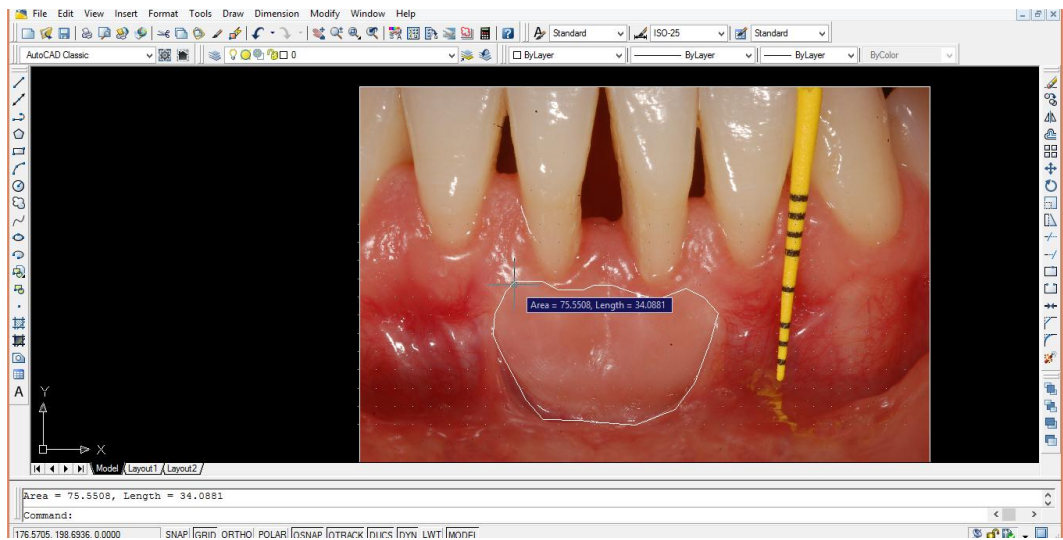 File Edit View Insert Format Tools Draw Dimension Modify Window Help
Standard ISO-25 Standard
AutoCAD Classic 0 ByLayer ByLayer ByLayer ByColor
Area = 75.5508, Length = 34.0881
Y
X
A
Model Layout1 Layout2
Area = 75.5508, Length = 34.0881
Command:
176.5705, 198.6936, 0.0000 SNAP GRID ORTHO POLAR OSNAP OTRACK DUCS DYN LWT MODEL